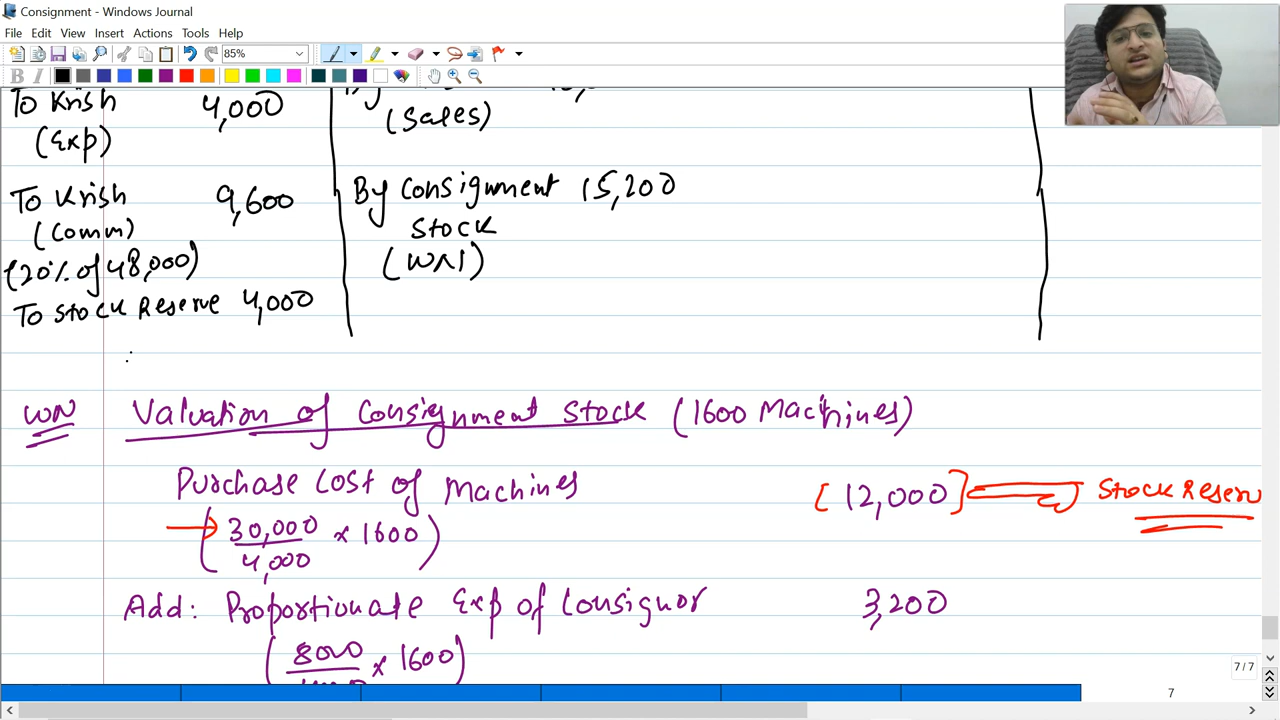 Consignment - Windows Journal
File Edit View Insert Actions Tools Help
85%
B I
To Krish 4,000
(Exp)
(Sales)
To Krish 9,600
(Comm)
(20% of 48,000)
To Stock Reserve 4,000
By Consignment 15,200
Stock
(WN1)
WN Valuation of Consignment Stock (1600 Machines)
Purchase Cost of Machines 12,000 Stock Reserv
(30,000 / 4,000 × 1600)
Add: Proportionate Exp of Consignor 3,200
(8000 × 1600)
7 / 7
7